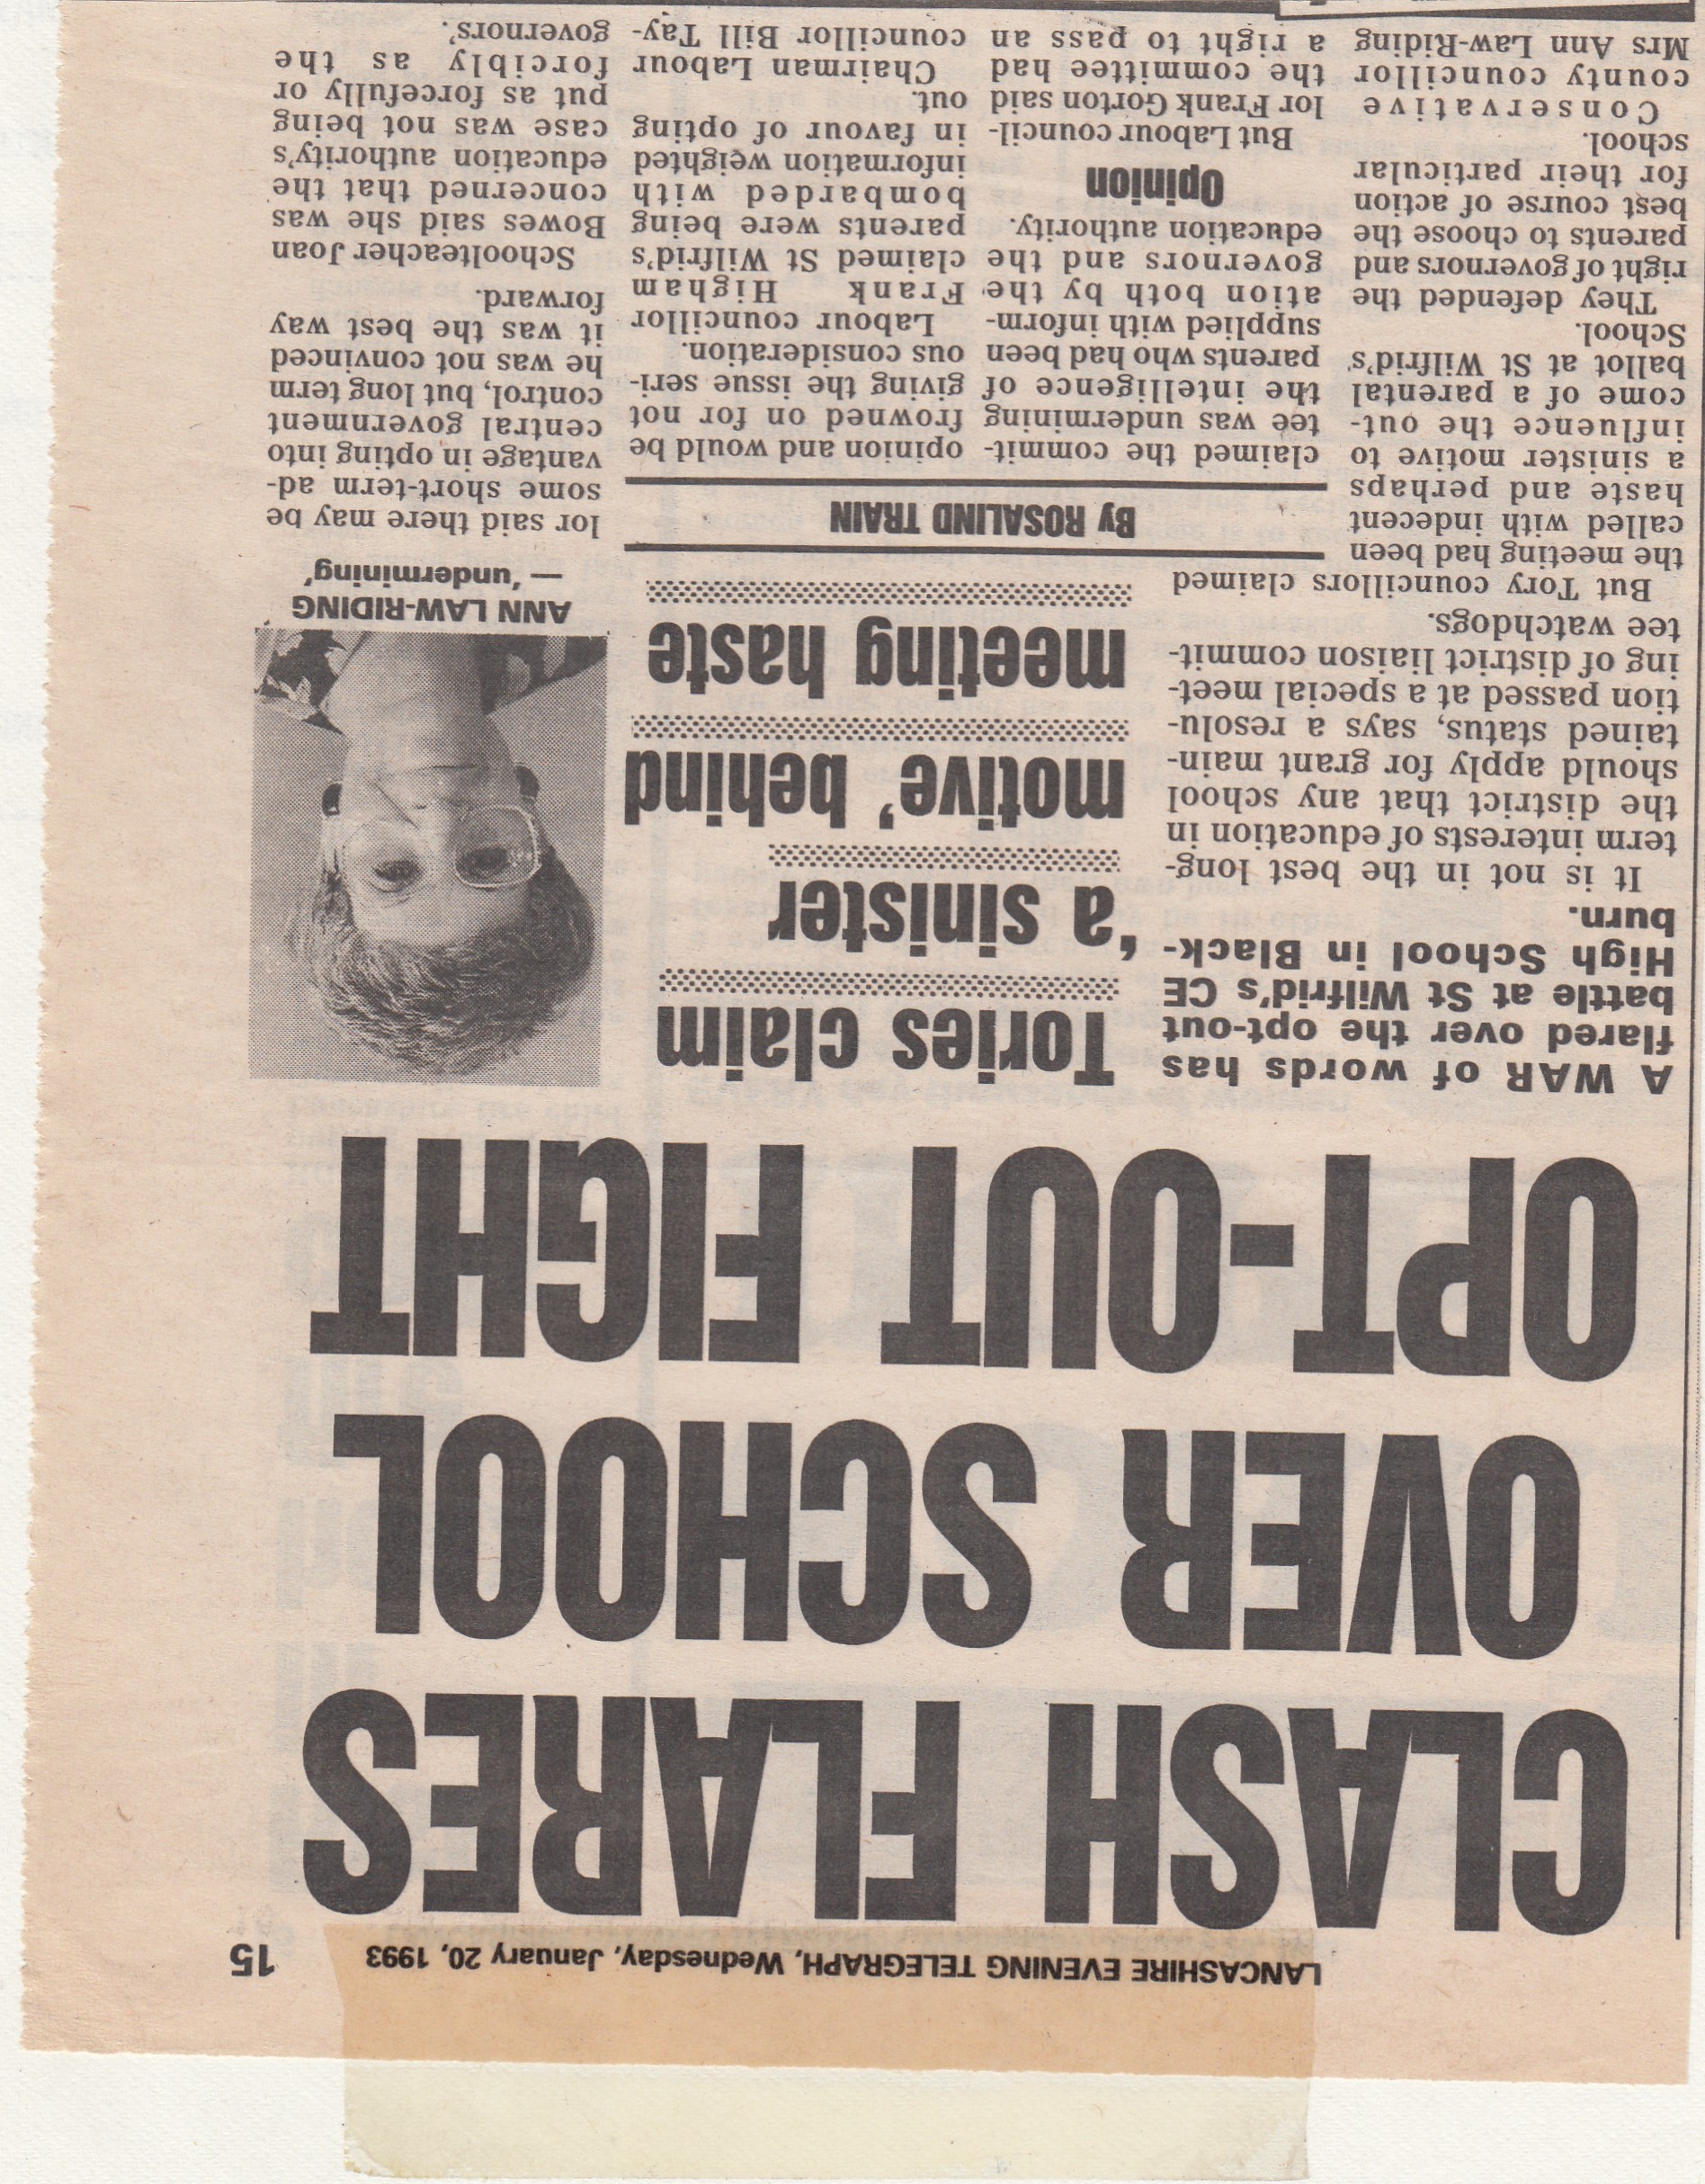 LANCASHIRE EVENING TELEGRAPH, Wednesday, January 20, 1993
15
CLASH FLARES
OVER SCHOOL
OPT-OUT FIGHT
A WAR of words has
flared over the opt-out
battle at St Wilfrid's CE
High School in Black-
burn.
It is not in the best long-
term interests of education in
the district that any school
should apply for grant main-
tained status, says a resolu-
tion passed at a special meet-
ing of district liaison commit-
tee watchdogs.
But Tory councillors claimed
the meeting had been
called with indecent
haste and perhaps
a sinister motive to
influence the out-
come of a parental
ballot at St Wilfrid's
School.
They defended the
right of governors and
parents to choose the
best course of action
for their particular
school.
Conservative
county councillor
Mrs Ann Law-Riding
Tories claim
'a sinister
motive' behind
meeting haste
By ROSALIND TRAIN
claimed the commit-
tee was undermining
the intelligence of
parents who had been
supplied with inform-
ation both by the
governors and the
education authority.
Opinion
But Labour council-
lor Frank Gorton said
the committee had
a right to pass an
opinion and would be
frowned on for not
giving the issue seri-
ous consideration.
Labour councillor
Frank Higham
claimed St Wilfrid's
parents were being
bombarded with
information weighted
in favour of opting
out.
Chairman Labour
councillor Bill Tay-
ANN LAW-RIDING
— 'undermining'
lor said there may be
some short-term ad-
vantage in opting into
central government
control, but long term
he was not convinced
it was the best way
forward.
Schoolteacher Joan
Bowes said she was
concerned that the
education authority's
case was not being
put as forcefully or
forcibly as the
governors'.